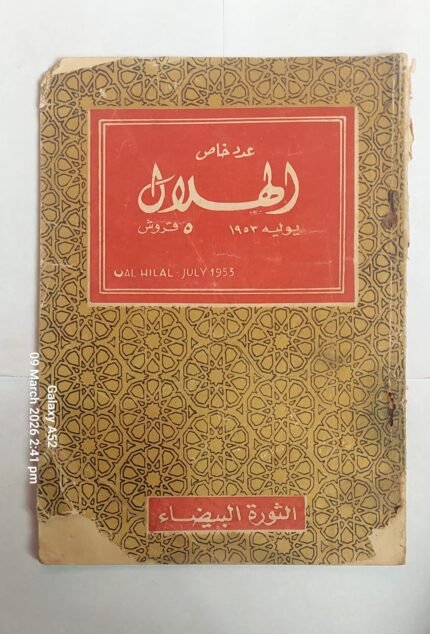 عدد خاص
الهلال
يوليه ١٩٥٣ ٥ قروش
AL HILAL - JULY 1953
الثورة البيضاء
Galaxy A52
09 March 2026 2:41 pm